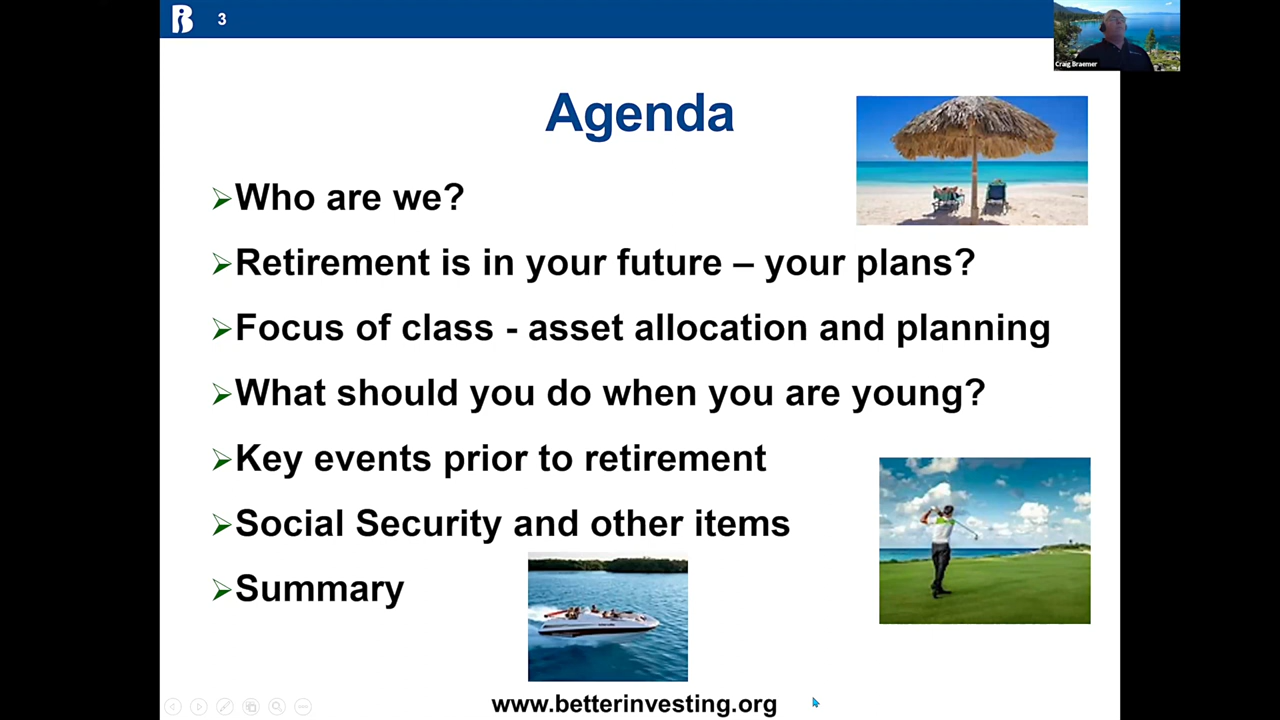 3
Craig Braemer
Agenda
Who are we?
Retirement is in your future – your plans?
Focus of class - asset allocation and planning
What should you do when you are young?
Key events prior to retirement
Social Security and other items
Summary
www.betterinvesting.org